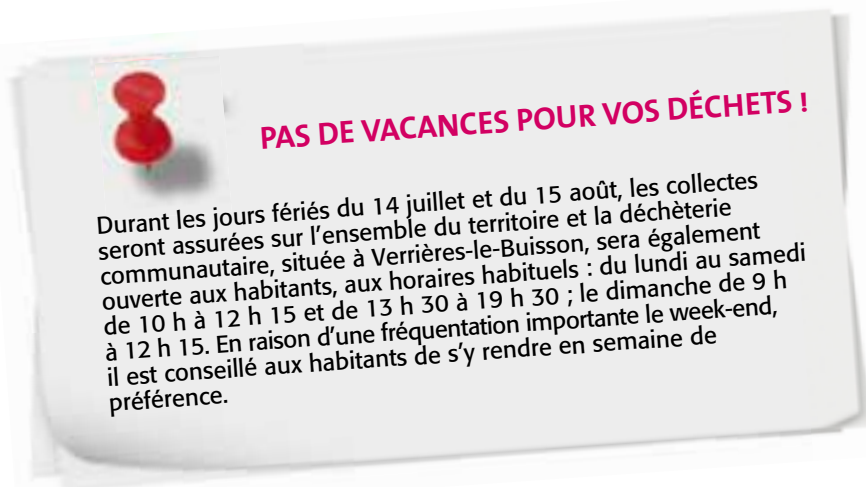 PAS DE VACANCES POUR VOS DÉCHETS !
Durant les jours fériés du 14 juillet et du 15 août, les collectes
seront assurées sur l'ensemble du territoire et la déchèterie
communautaire, située à Verrières-le-Buisson, sera également
ouverte aux habitants, aux horaires habituels : du lundi au samedi
de 10 h à 12 h 15 et de 13 h 30 à 19 h 30 ; le dimanche de 9 h
à 12 h 15. En raison d'une fréquentation importante le week-end,
il est conseillé aux habitants de s'y rendre en semaine de
préférence.